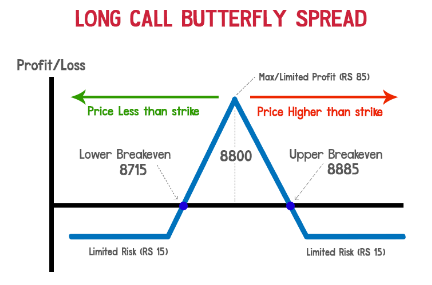 LONG CALL BUTTERFLY SPREAD
Profit/Loss
Max/Limited Profit (RS 85)
Price Less than strike
Price Higher than strike
Lower Breakeven
8715
8800
Upper Breakeven
8885
Limited Risk (RS 15)
Limited Risk (RS 15)